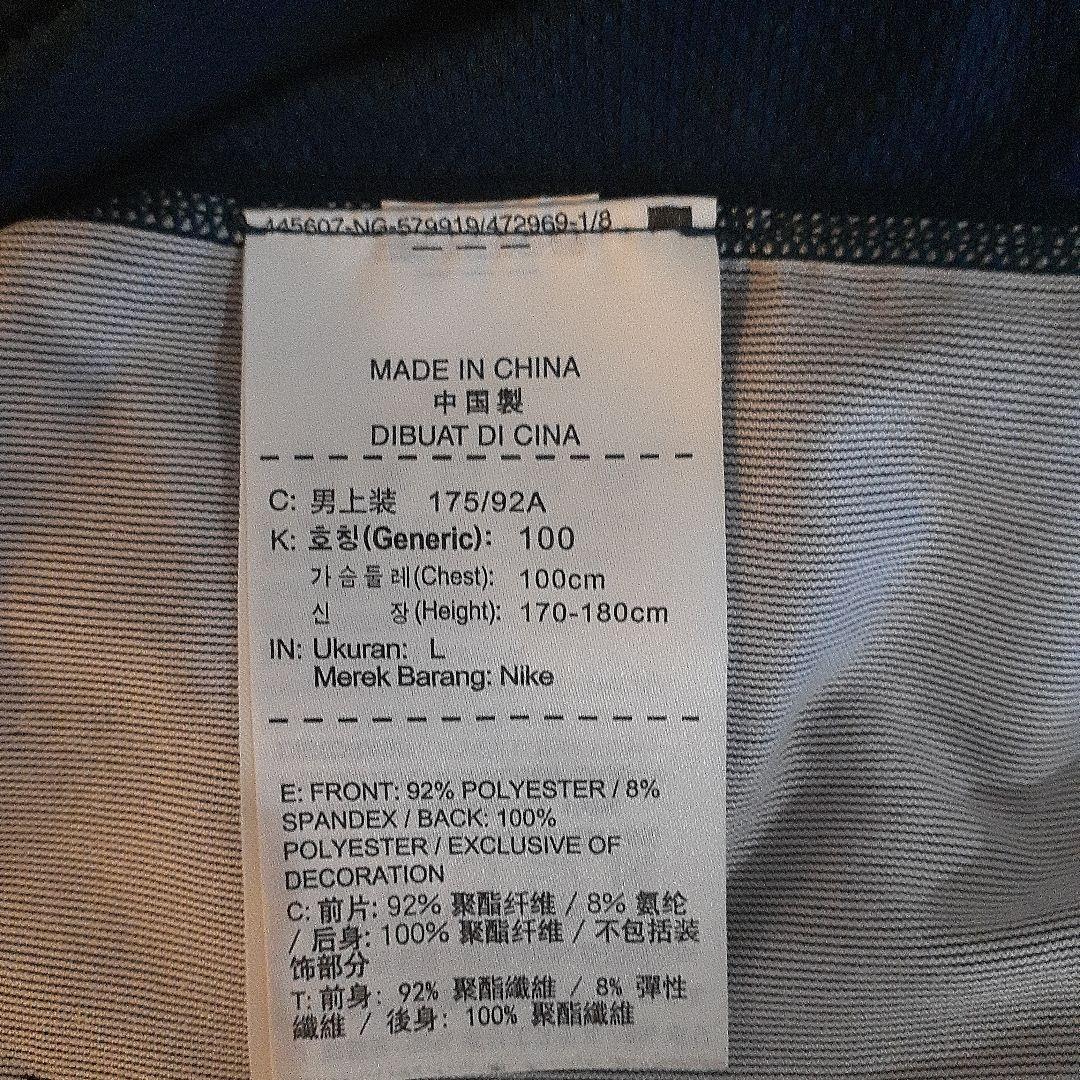 445607-NG-579919/472969-1/8
MADE IN CHINA
中国製
DIBUAT DI CINA
C: 男上装 175/92A
K: 호칭(Generic): 100
가슴둘레(Chest): 100cm
신 장(Height): 170-180cm
IN: Ukuran: L
Merek Barang: Nike
E: FRONT: 92% POLYESTER / 8%
SPANDEX / BACK: 100%
POLYESTER / EXCLUSIVE OF
DECORATION
C: 前片: 92% 聚酯纤维 / 8% 氨纶
/ 后身: 100% 聚酯纤维 / 不包括装
饰部分
T: 前身: 92% 聚酯纖維 / 8% 彈性
纖維 / 後身: 100% 聚酯纖維